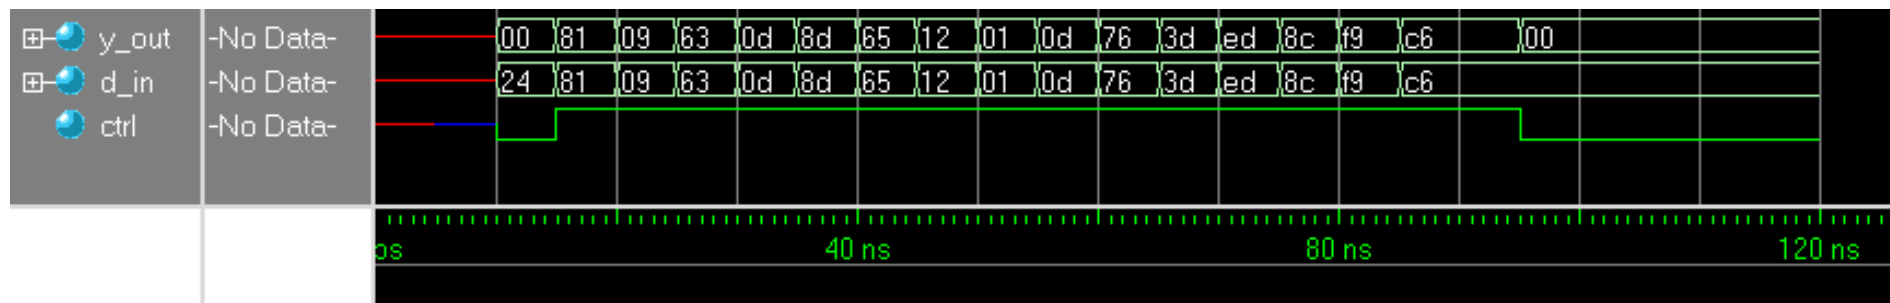 y_out -No Data- 00 81 09 63 0d 8d 65 12 01 0d 76 3d ed 8c f9 c6 00
d_in -No Data- 24 81 09 63 0d 8d 65 12 01 0d 76 3d ed 8c f9 c6
ctrl -No Data-
os 40 ns 80 ns 120 ns